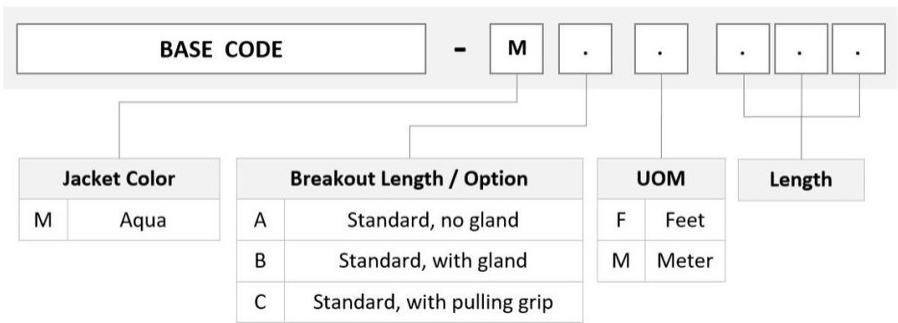 BASE CODE - M . . . . .
Jacket Color
M Aqua
Breakout Length / Option
A Standard, no gland
B Standard, with gland
C Standard, with pulling grip
UOM
F Feet
M Meter
Length